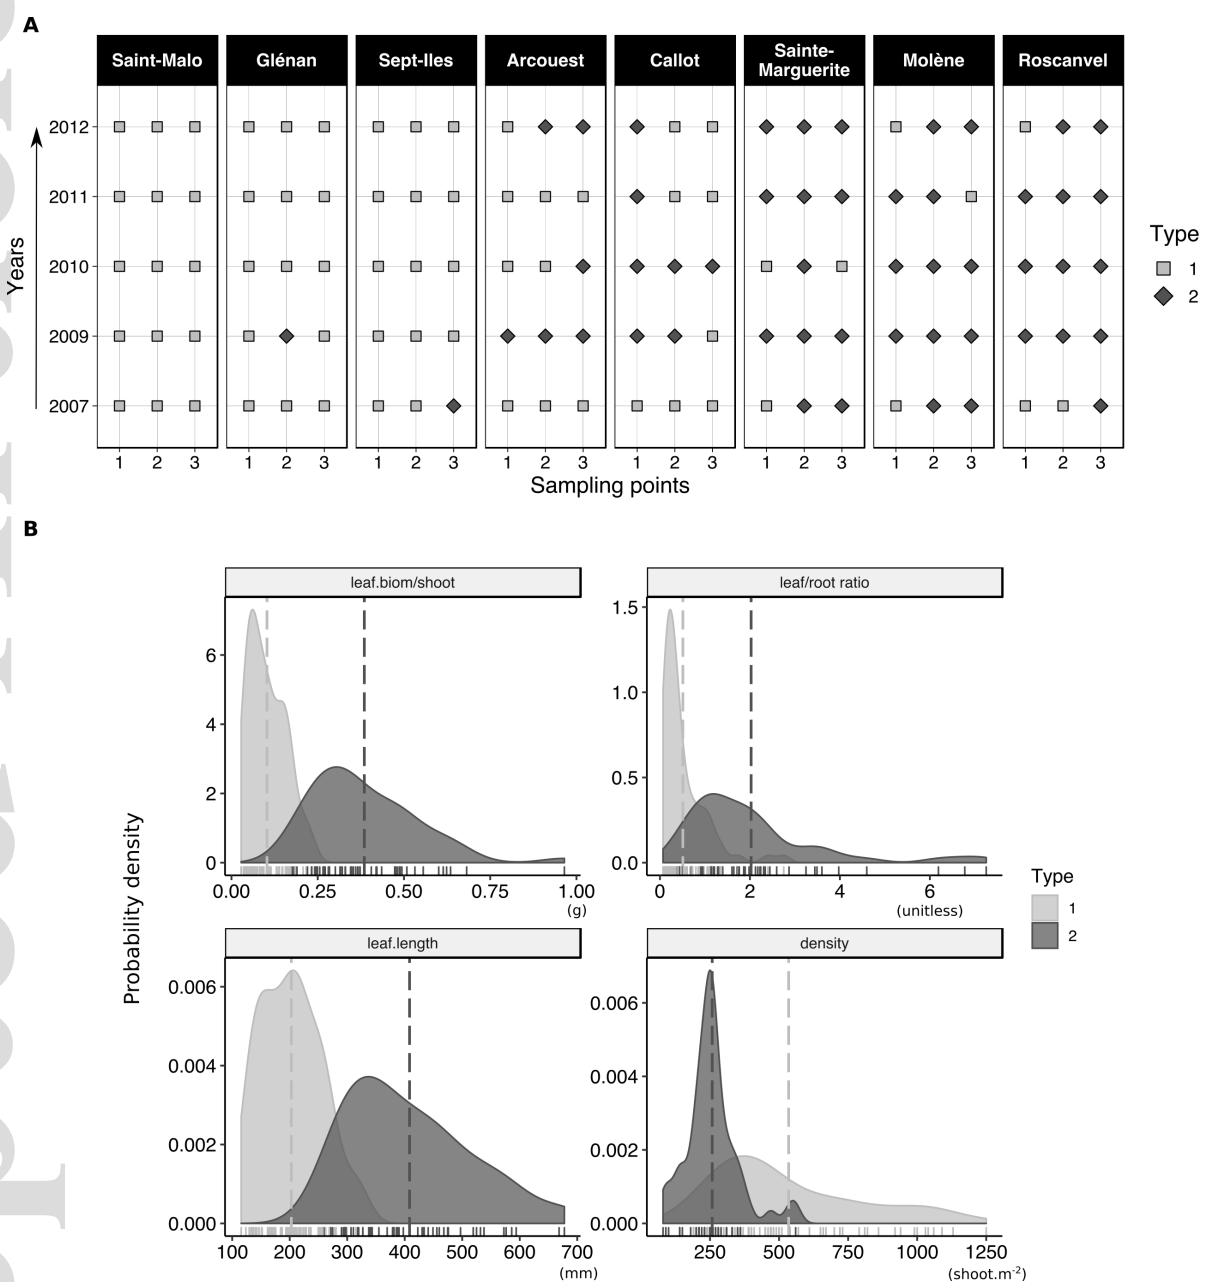 A
Saint-Malo Glénan Sept-Iles Arcouest Callot Sainte-Marguerite Molène Roscanvel
2012
2011
2010
2009
2007
Years
1 2 3 1 2 3 1 2 3 1 2 3 1 2 3 1 2 3 1 2 3 1 2 3
Sampling points
Type
1
2
B
Probability density
leaf.biom/shoot
6
4
2
0
0.00 0.25 0.50 0.75 1.00
(g)
leaf/root ratio
1.5
1.0
0.5
0.0
0 2 4 6
(unitless)
leaf.length
0.006
0.004
0.002
0.000
100 200 300 400 500 600 700
(mm)
density
0.006
0.004
0.002
0.000
250 500 750 1000 1250
(shoot.m⁻²)
Type
1
2